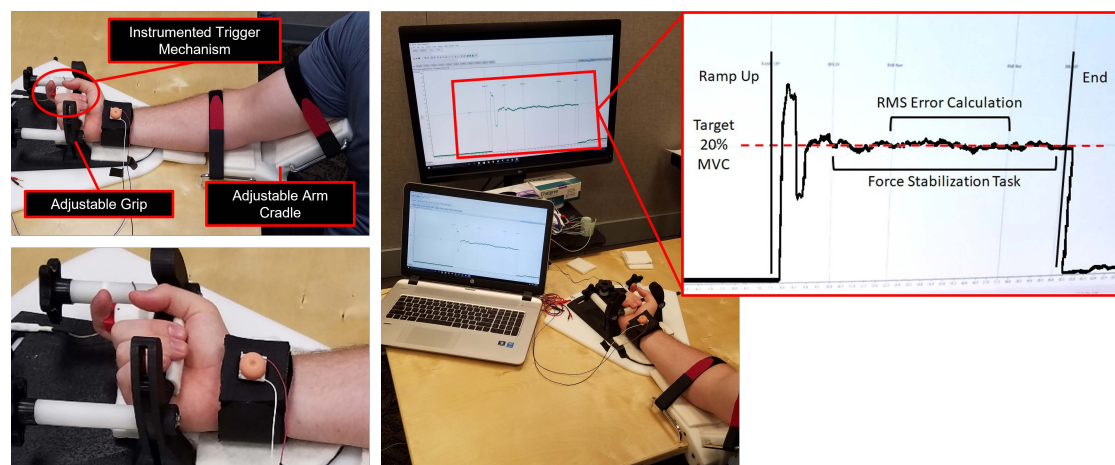 Instrumented Trigger
Mechanism
Adjustable Grip
Adjustable Arm
Cradle
Ramp Up
End
RMS Error Calculation
Target
20%
MVC
Force Stabilization Task